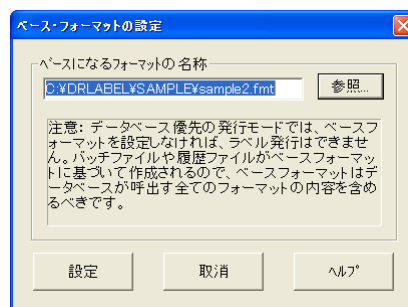 ベース・フォーマットの設定
ベースになるフォーマットの名称
C:¥DRLABEL¥SAMPLE¥sample2.fmt
参照...
注意: データベース優先の発行モードでは、ベースフ
ォーマットを設定しなければ、ラベル発行はできませ
ん。バッチファイルや履歴ファイルがベースフォーマッ
トに基づいて作成されるので、ベースフォーマットはデ
ータベースが呼出す全てのフォーマットの内容を含め
るべきです。
設定
取消
ヘルプ